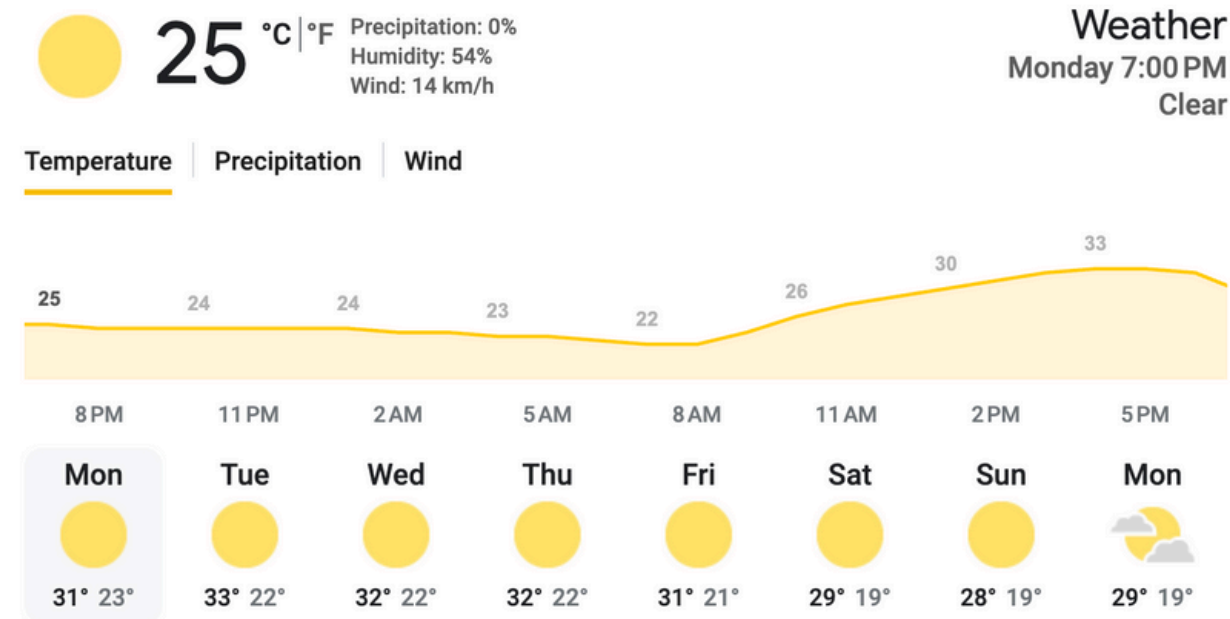 25 °C | °F
Precipitation: 0%
Humidity: 54%
Wind: 14 km/h
Weather
Monday 7:00 PM
Clear
Temperature | Precipitation | Wind
25 24 24 23 22 26 30 33
8 PM 11 PM 2 AM 5 AM 8 AM 11 AM 2 PM 5 PM
Mon Tue Wed Thu Fri Sat Sun Mon
31° 23° 33° 22° 32° 22° 32° 22° 31° 21° 29° 19° 28° 19° 29° 19°